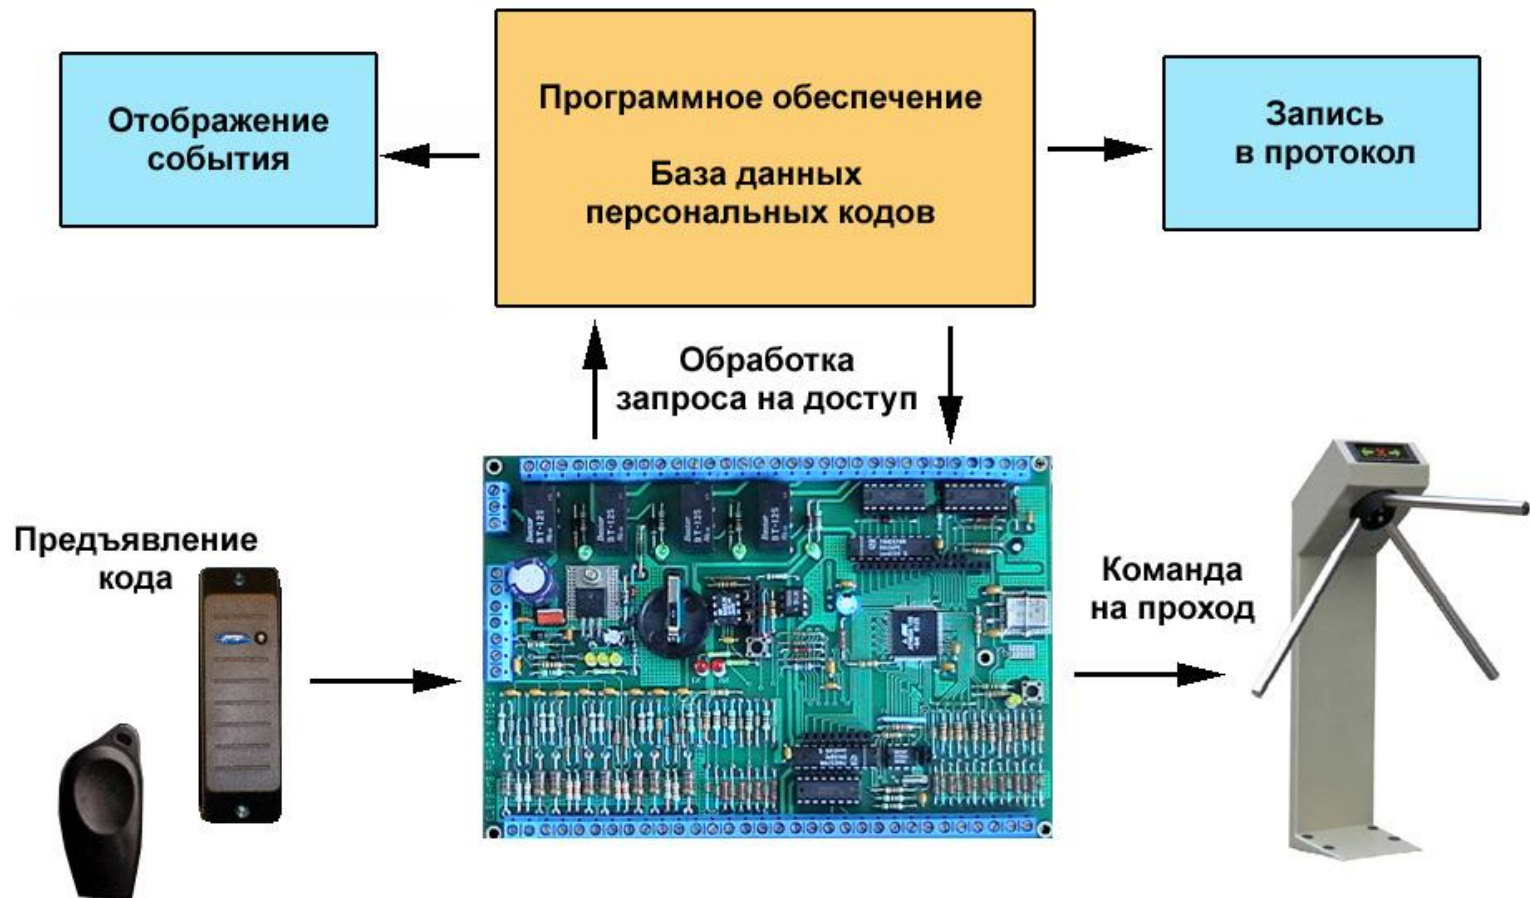 Отображение
события
Программное обеспечение
База данных
персональных кодов
Запись
в протокол
Обработка
запроса на доступ
Предъявление
кода
Команда
на проход